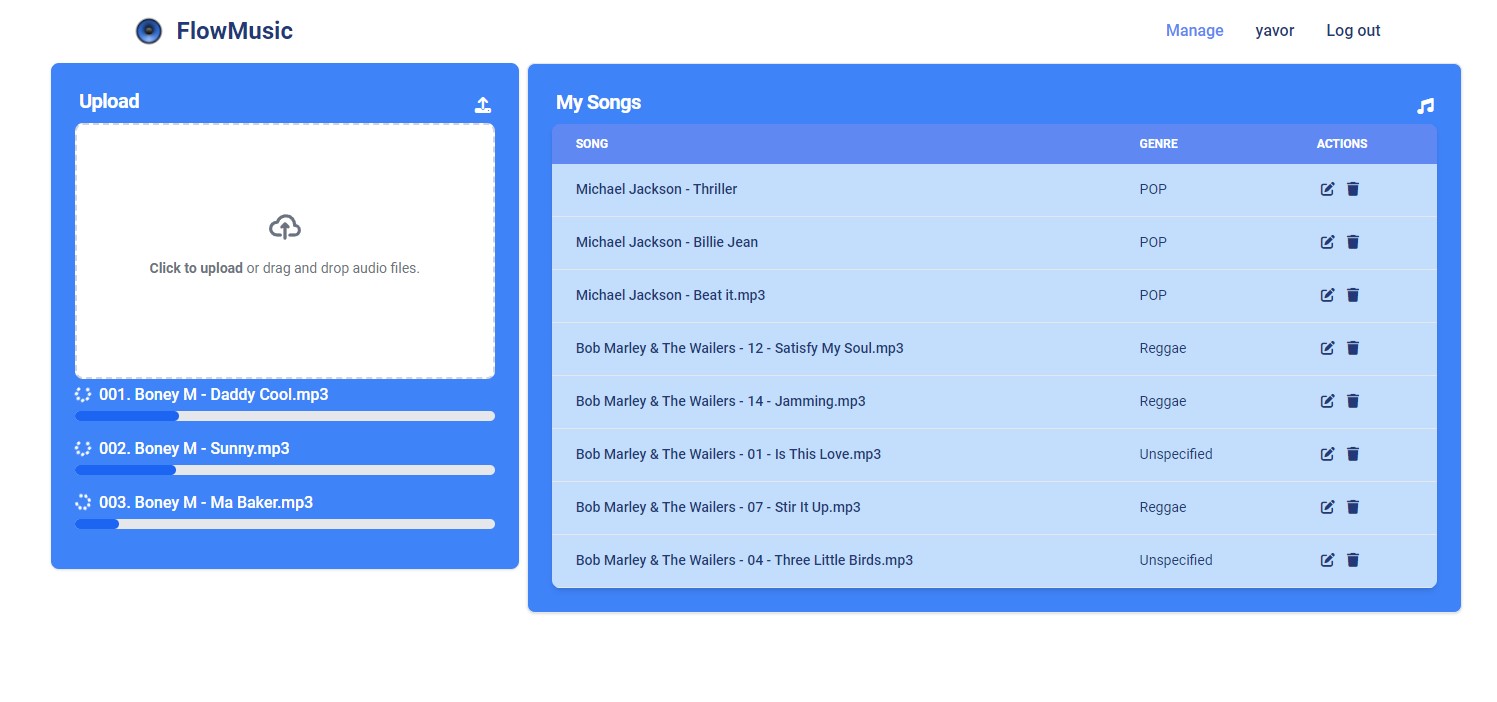 FlowMusic
Manage yavor Log out
Upload
Click to upload or drag and drop audio files.
001. Boney M - Daddy Cool.mp3
002. Boney M - Sunny.mp3
003. Boney M - Ma Baker.mp3
My Songs
SONG GENRE ACTIONS
Michael Jackson - Thriller POP
Michael Jackson - Billie Jean POP
Michael Jackson - Beat it.mp3 POP
Bob Marley & The Wailers - 12 - Satisfy My Soul.mp3 Reggae
Bob Marley & The Wailers - 14 - Jamming.mp3 Reggae
Bob Marley & The Wailers - 01 - Is This Love.mp3 Unspecified
Bob Marley & The Wailers - 07 - Stir It Up.mp3 Reggae
Bob Marley & The Wailers - 04 - Three Little Birds.mp3 Unspecified